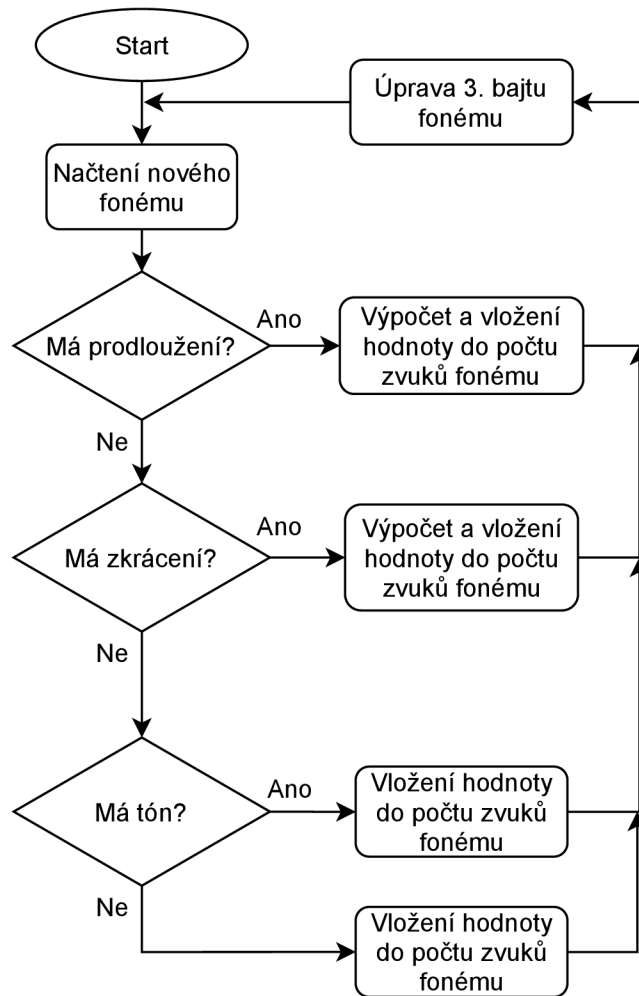 Start
Úprava 3. bajtu
fonému
Načtení nového
fonému
Má prodloužení?
Ano
Výpočet a vložení
hodnoty do počtu
zvuků fonému
Ne
Má zkrácení?
Ano
Výpočet a vložení
hodnoty do počtu
zvuků fonému
Ne
Má tón?
Ano
Vložení hodnoty
do počtu zvuků
fonému
Ne
Vložení hodnoty
do počtu zvuků
fonému